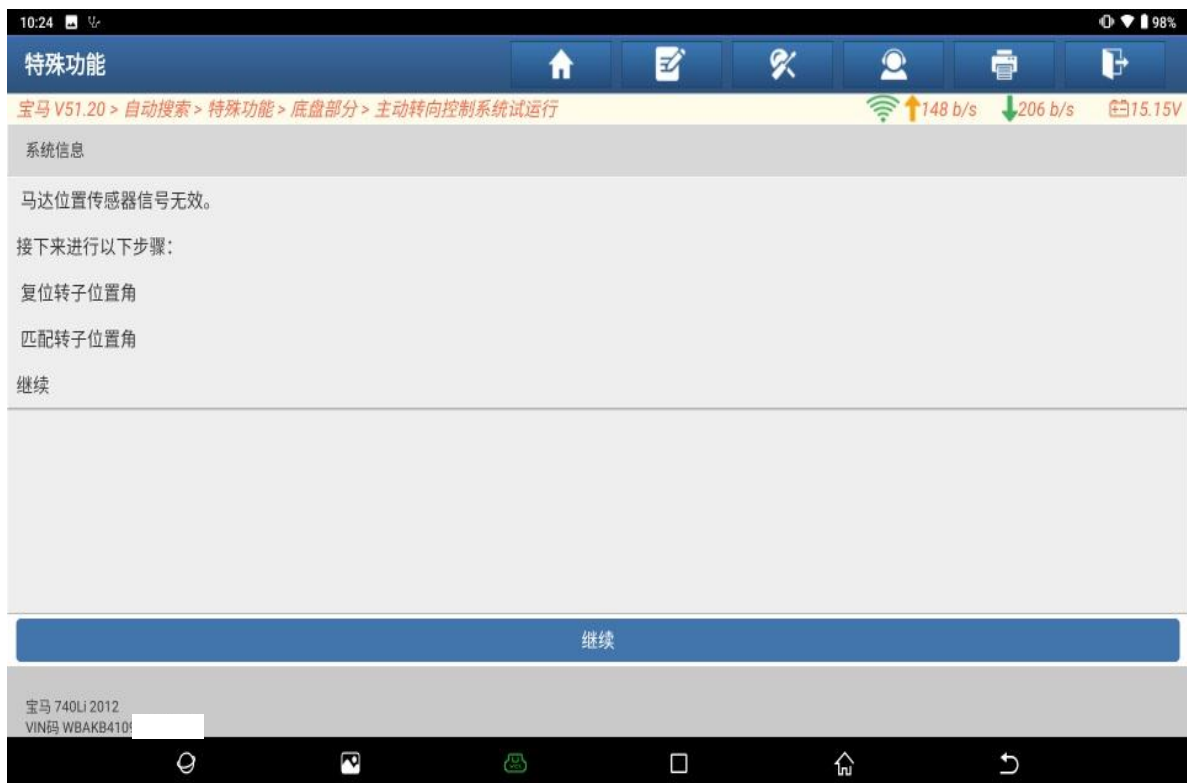 10:24
98%
特殊功能
宝马 V51.20 > 自动搜索 > 特殊功能 > 底盘部分 > 主动转向控制系统试运行
148 b/s 206 b/s 15.15V
系统信息
马达位置传感器信号无效。
接下来进行以下步骤：
复位转子位置角
匹配转子位置角
继续
继续
宝马 740Li 2012
VIN码 WBAKB4109